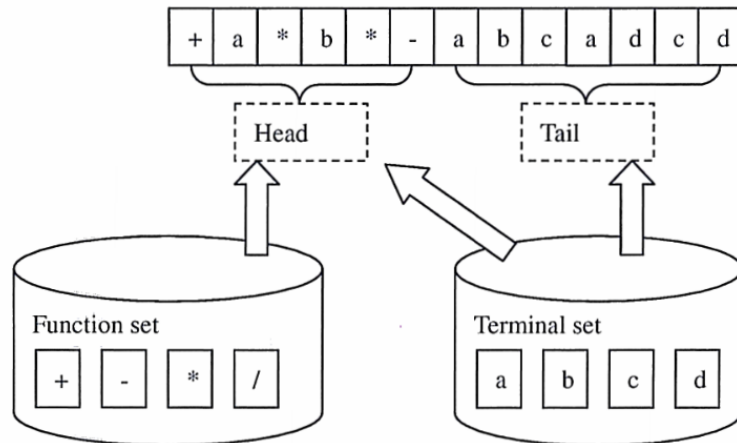 + a * b * - a b c a d c d
Head Tail
Function set Terminal set
+ - * / a b c d